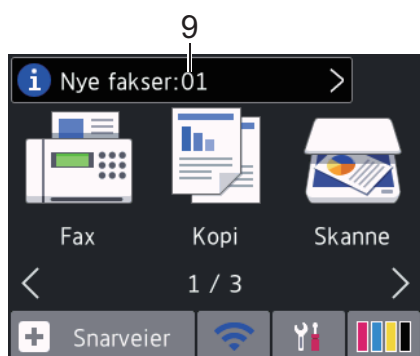 9
Nye fakser:01
Fax Kopi Skanne
1 / 3
Snarveier